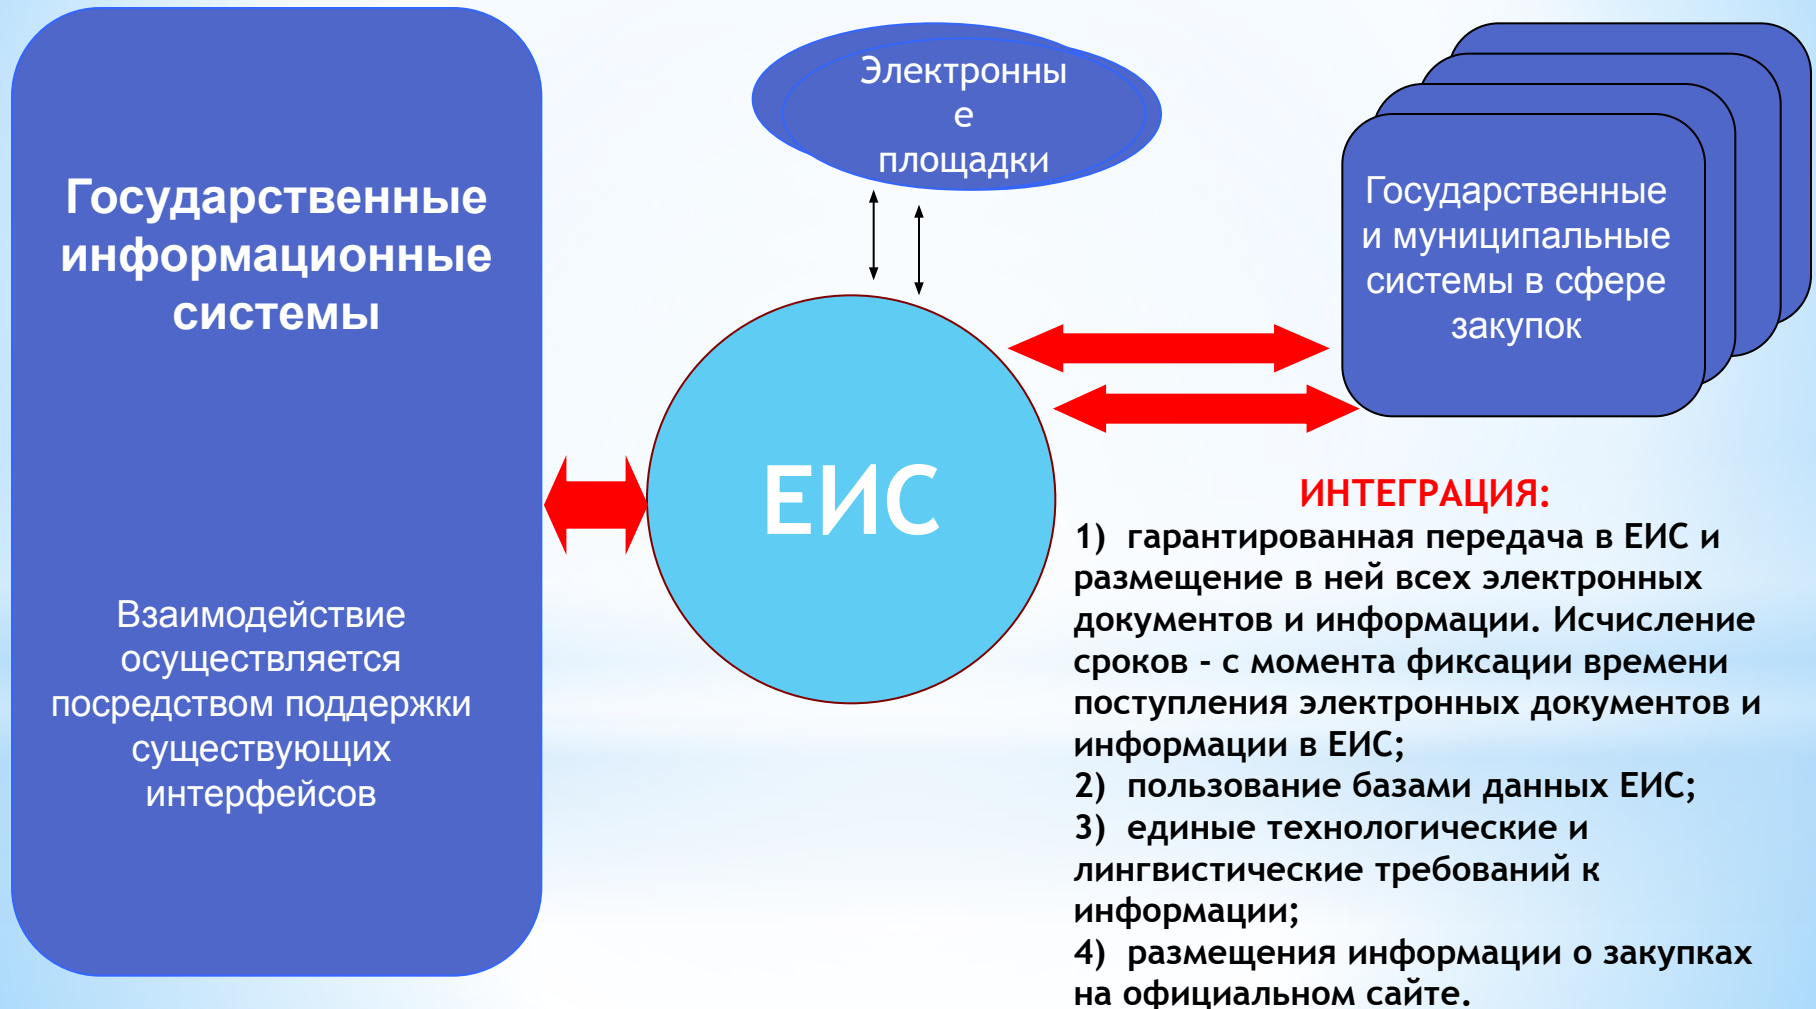 Государственные
информационные
системы
Взаимодействие
осуществляется
посредством поддержки
существующих
интерфейсов
Электронны
е
площадки
ЕИС
Государственные
и муниципальные
системы в сфере
закупок
ИНТЕГРАЦИЯ:
1) гарантированная передача в ЕИС и
размещение в ней всех электронных
документов и информации. Исчисление
сроков - с момента фиксации времени
поступления электронных документов и
информации в ЕИС;
2) пользование базами данных ЕИС;
3) единые технологические и
лингвистические требований к
информации;
4) размещения информации о закупках
на официальном сайте.